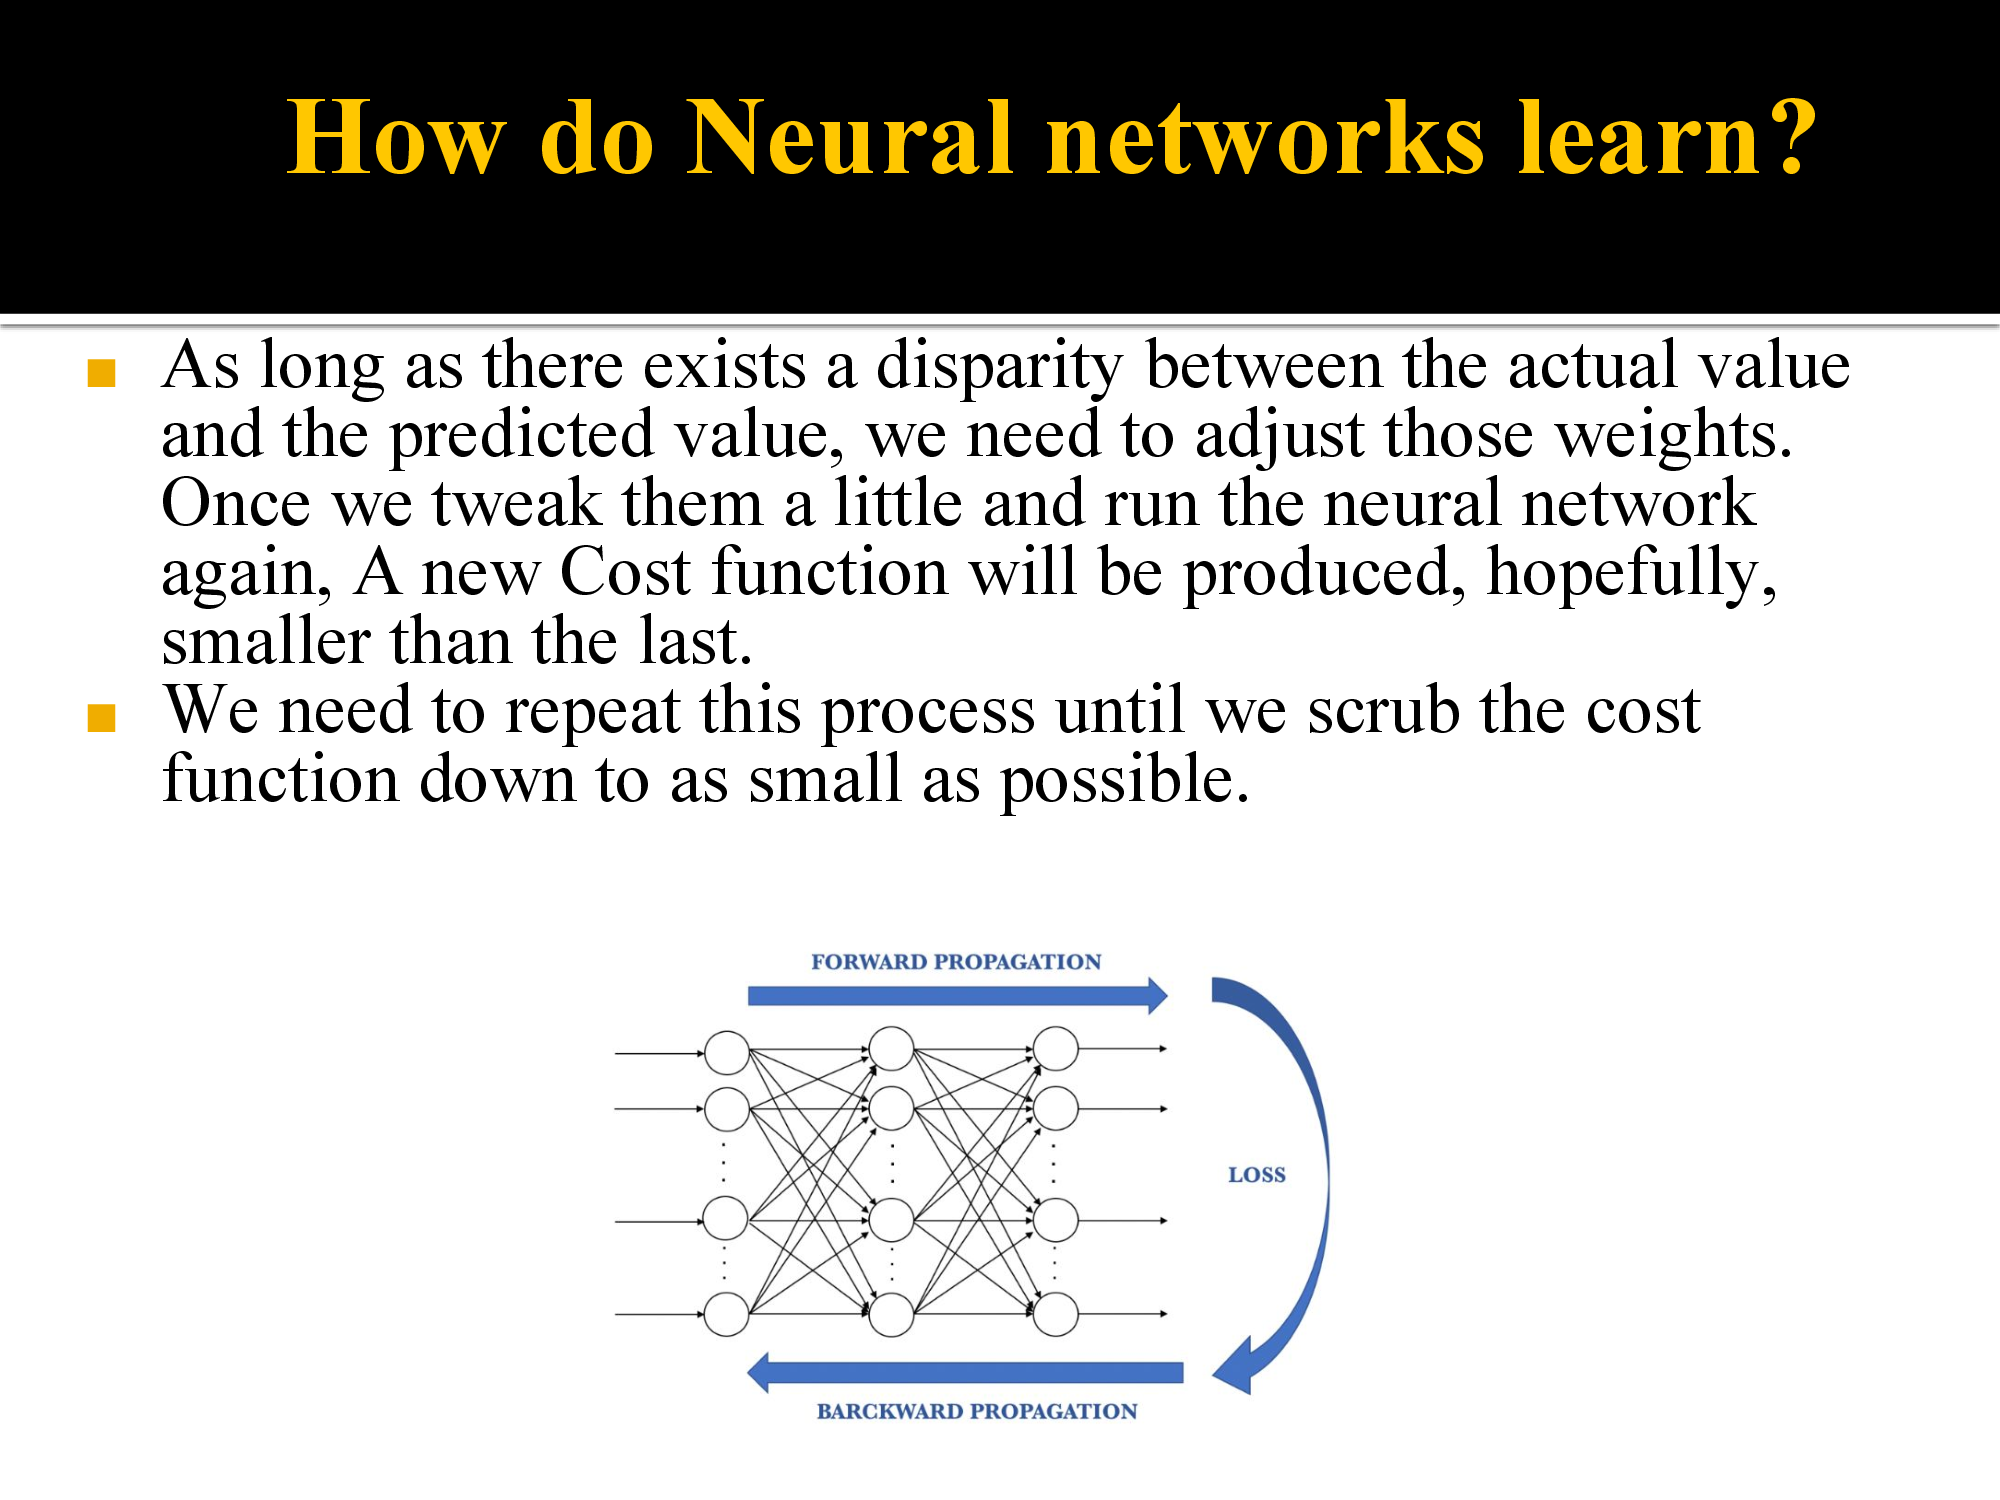 How do Neural networks learn?
As long as there exists a disparity between the actual value
and the predicted value, we need to adjust those weights.
Once we tweak them a little and run the neural network
again, A new Cost function will be produced, hopefully,
smaller than the last.
We need to repeat this process until we scrub the cost
function down to as small as possible.
FORWARD PROPAGATION
LOSS
BARCKWARD PROPAGATION